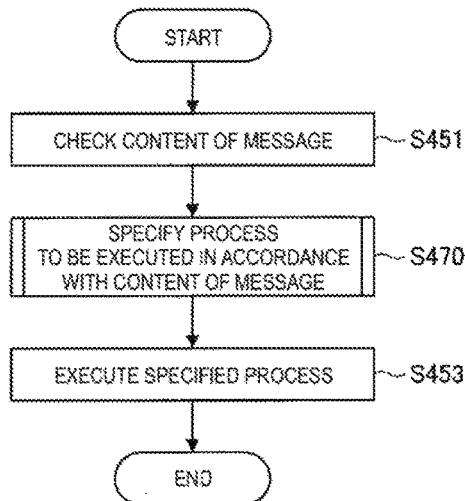 START
CHECK CONTENT OF MESSAGE
S451
SPECIFY PROCESS
TO BE EXECUTED IN ACCORDANCE
WITH CONTENT OF MESSAGE
S470
EXECUTE SPECIFIED PROCESS
S453
END